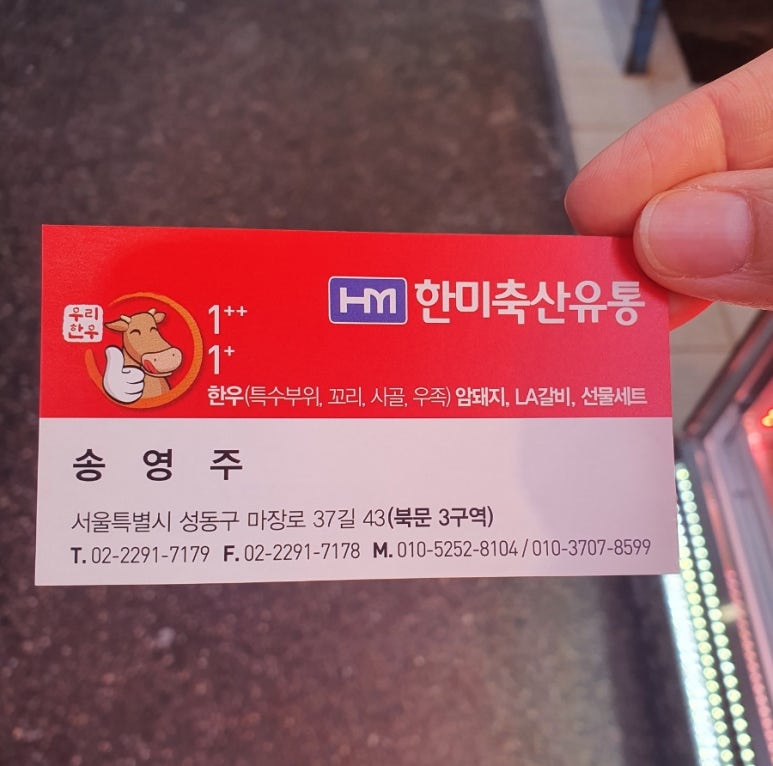 우리
한우
1++
1+
HM 한미축산유통
한우(특수부위, 꼬리, 사골, 우족) 암돼지, LA갈비, 선물세트
송 영 주
서울특별시 성동구 마장로 37길 43(북문 3구역)
T. 02-2291-7179 F. 02-2291-7178 M. 010-5252-8104 / 010-3707-8599